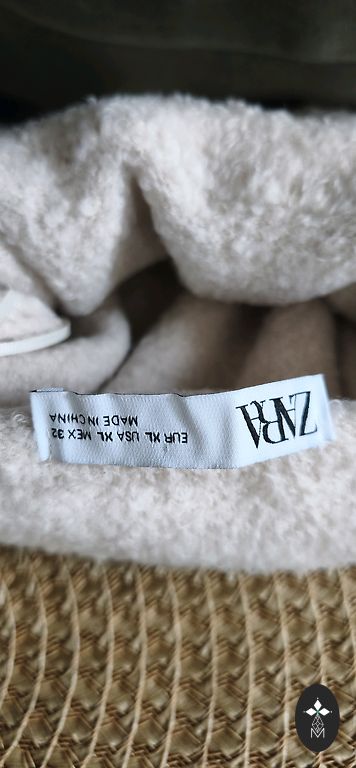 ZARA
EUR XL USA XL MEX 32
MADE IN CHINA
M